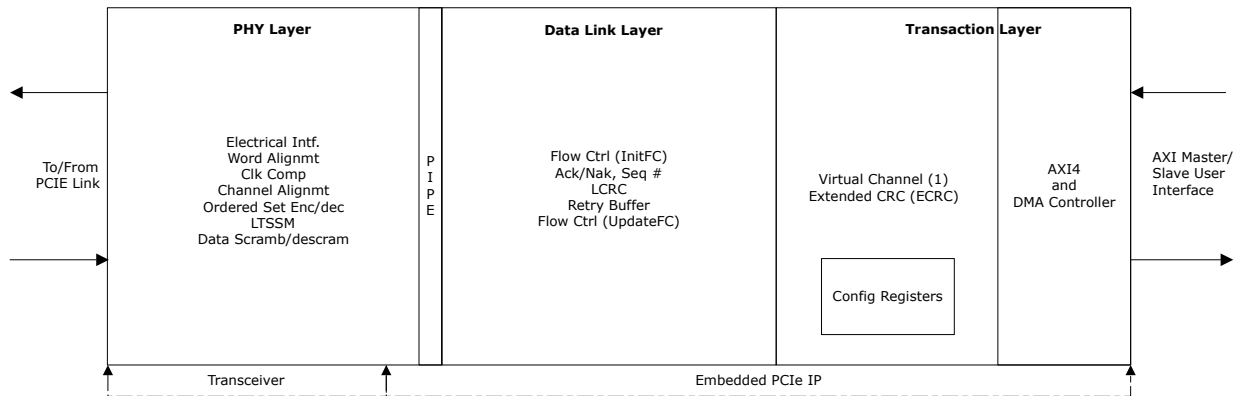 PHY Layer
Data Link Layer
Transaction Layer
To/From
PCIE Link
Electrical Intf.
Word Alignmt
Clk Comp
Channel Alignmt
Ordered Set Enc/dec
LTSSM
Data Scramb/descram
P
I
P
E
Flow Ctrl (InitFC)
Ack/Nak, Seq #
LCRC
Retry Buffer
Flow Ctrl (UpdateFC)
Virtual Channel (1)
Extended CRC (ECRC)
Config Registers
AXI4
and
DMA Controller
AXI Master/
Slave User
Interface
Transceiver
Embedded PCIe IP